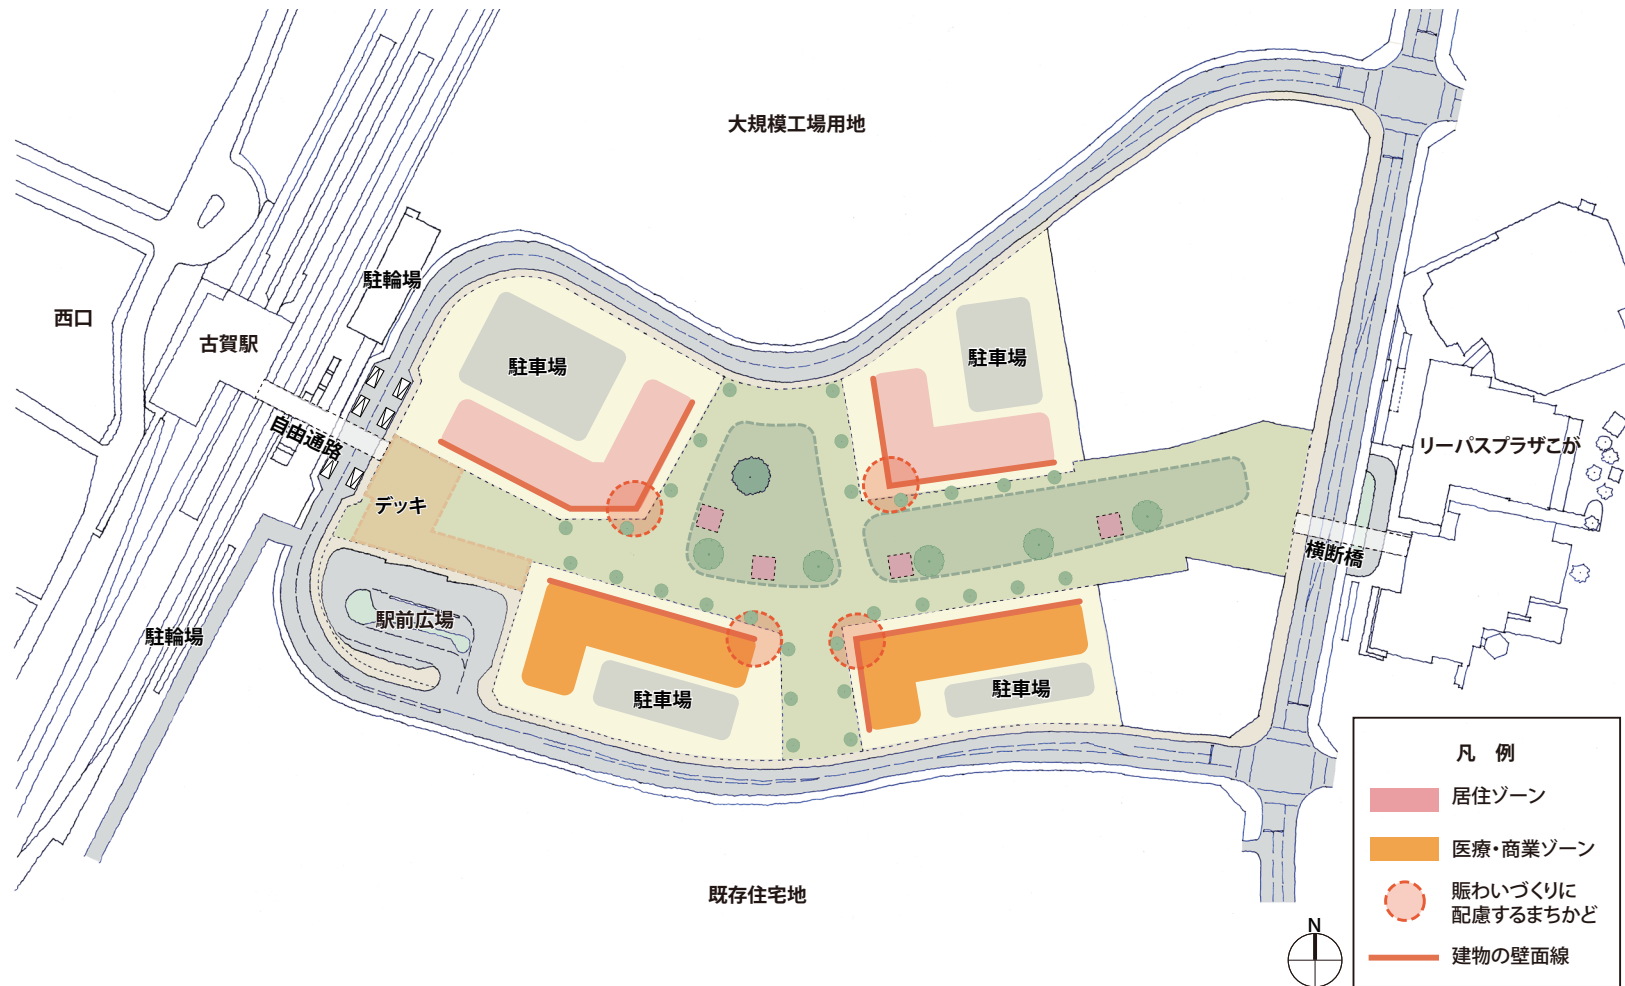 大規模工場用地
駐輪場
西口
古賀駅
自由通路
駐車場
駐車場
デッキ
リーパスプラザこが
横断橋
駅前広場
駐輪場
駐車場
駐車場
既存住宅地
N
凡 例
居住ゾーン
医療・商業ゾーン
賑わいづくりに
配慮するまちかど
建物の壁面線